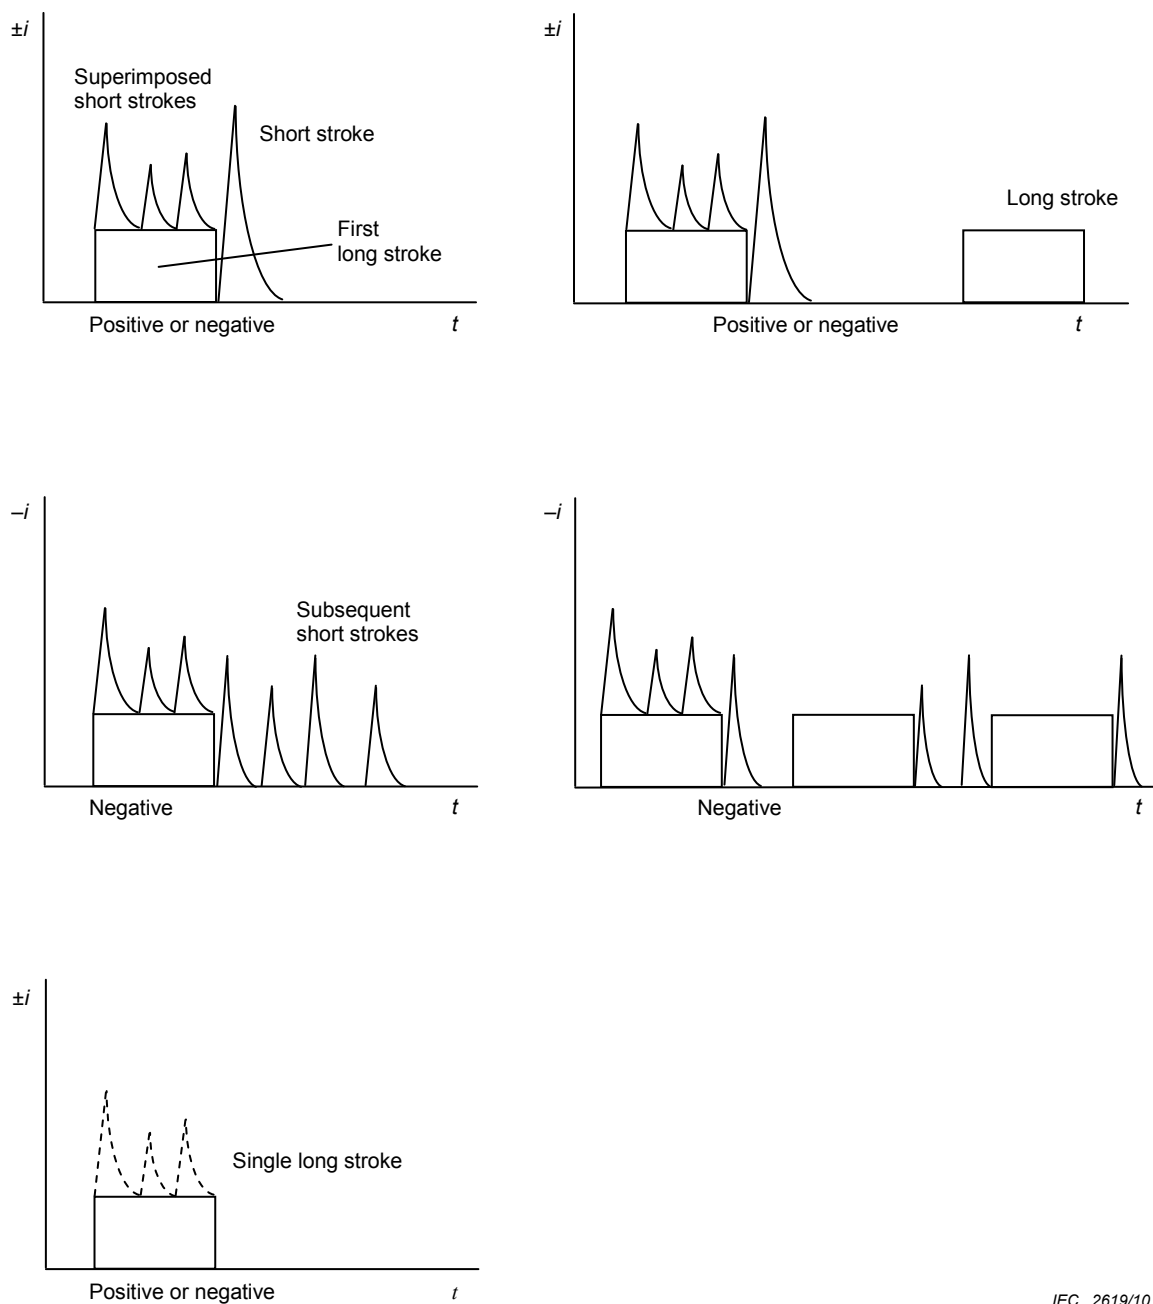 ±i
Superimposed
short strokes
Short stroke
First
long stroke
Positive or negative
t
±i
Long stroke
Positive or negative
t
–i
Subsequent
short strokes
Negative
t
–i
Negative
t
±i
Single long stroke
Positive or negative
t
IEC 2619/10